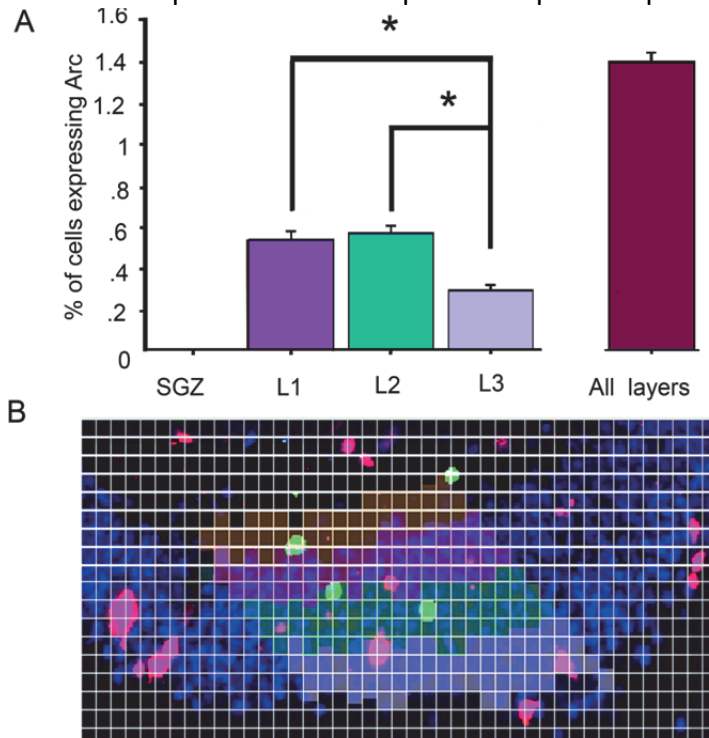 A
% of cells expressing Arc
1.6
1.4
1.2
1
.8
.6
.4
.2
0
*
*
SGZ L1 L2 L3 All layers
B